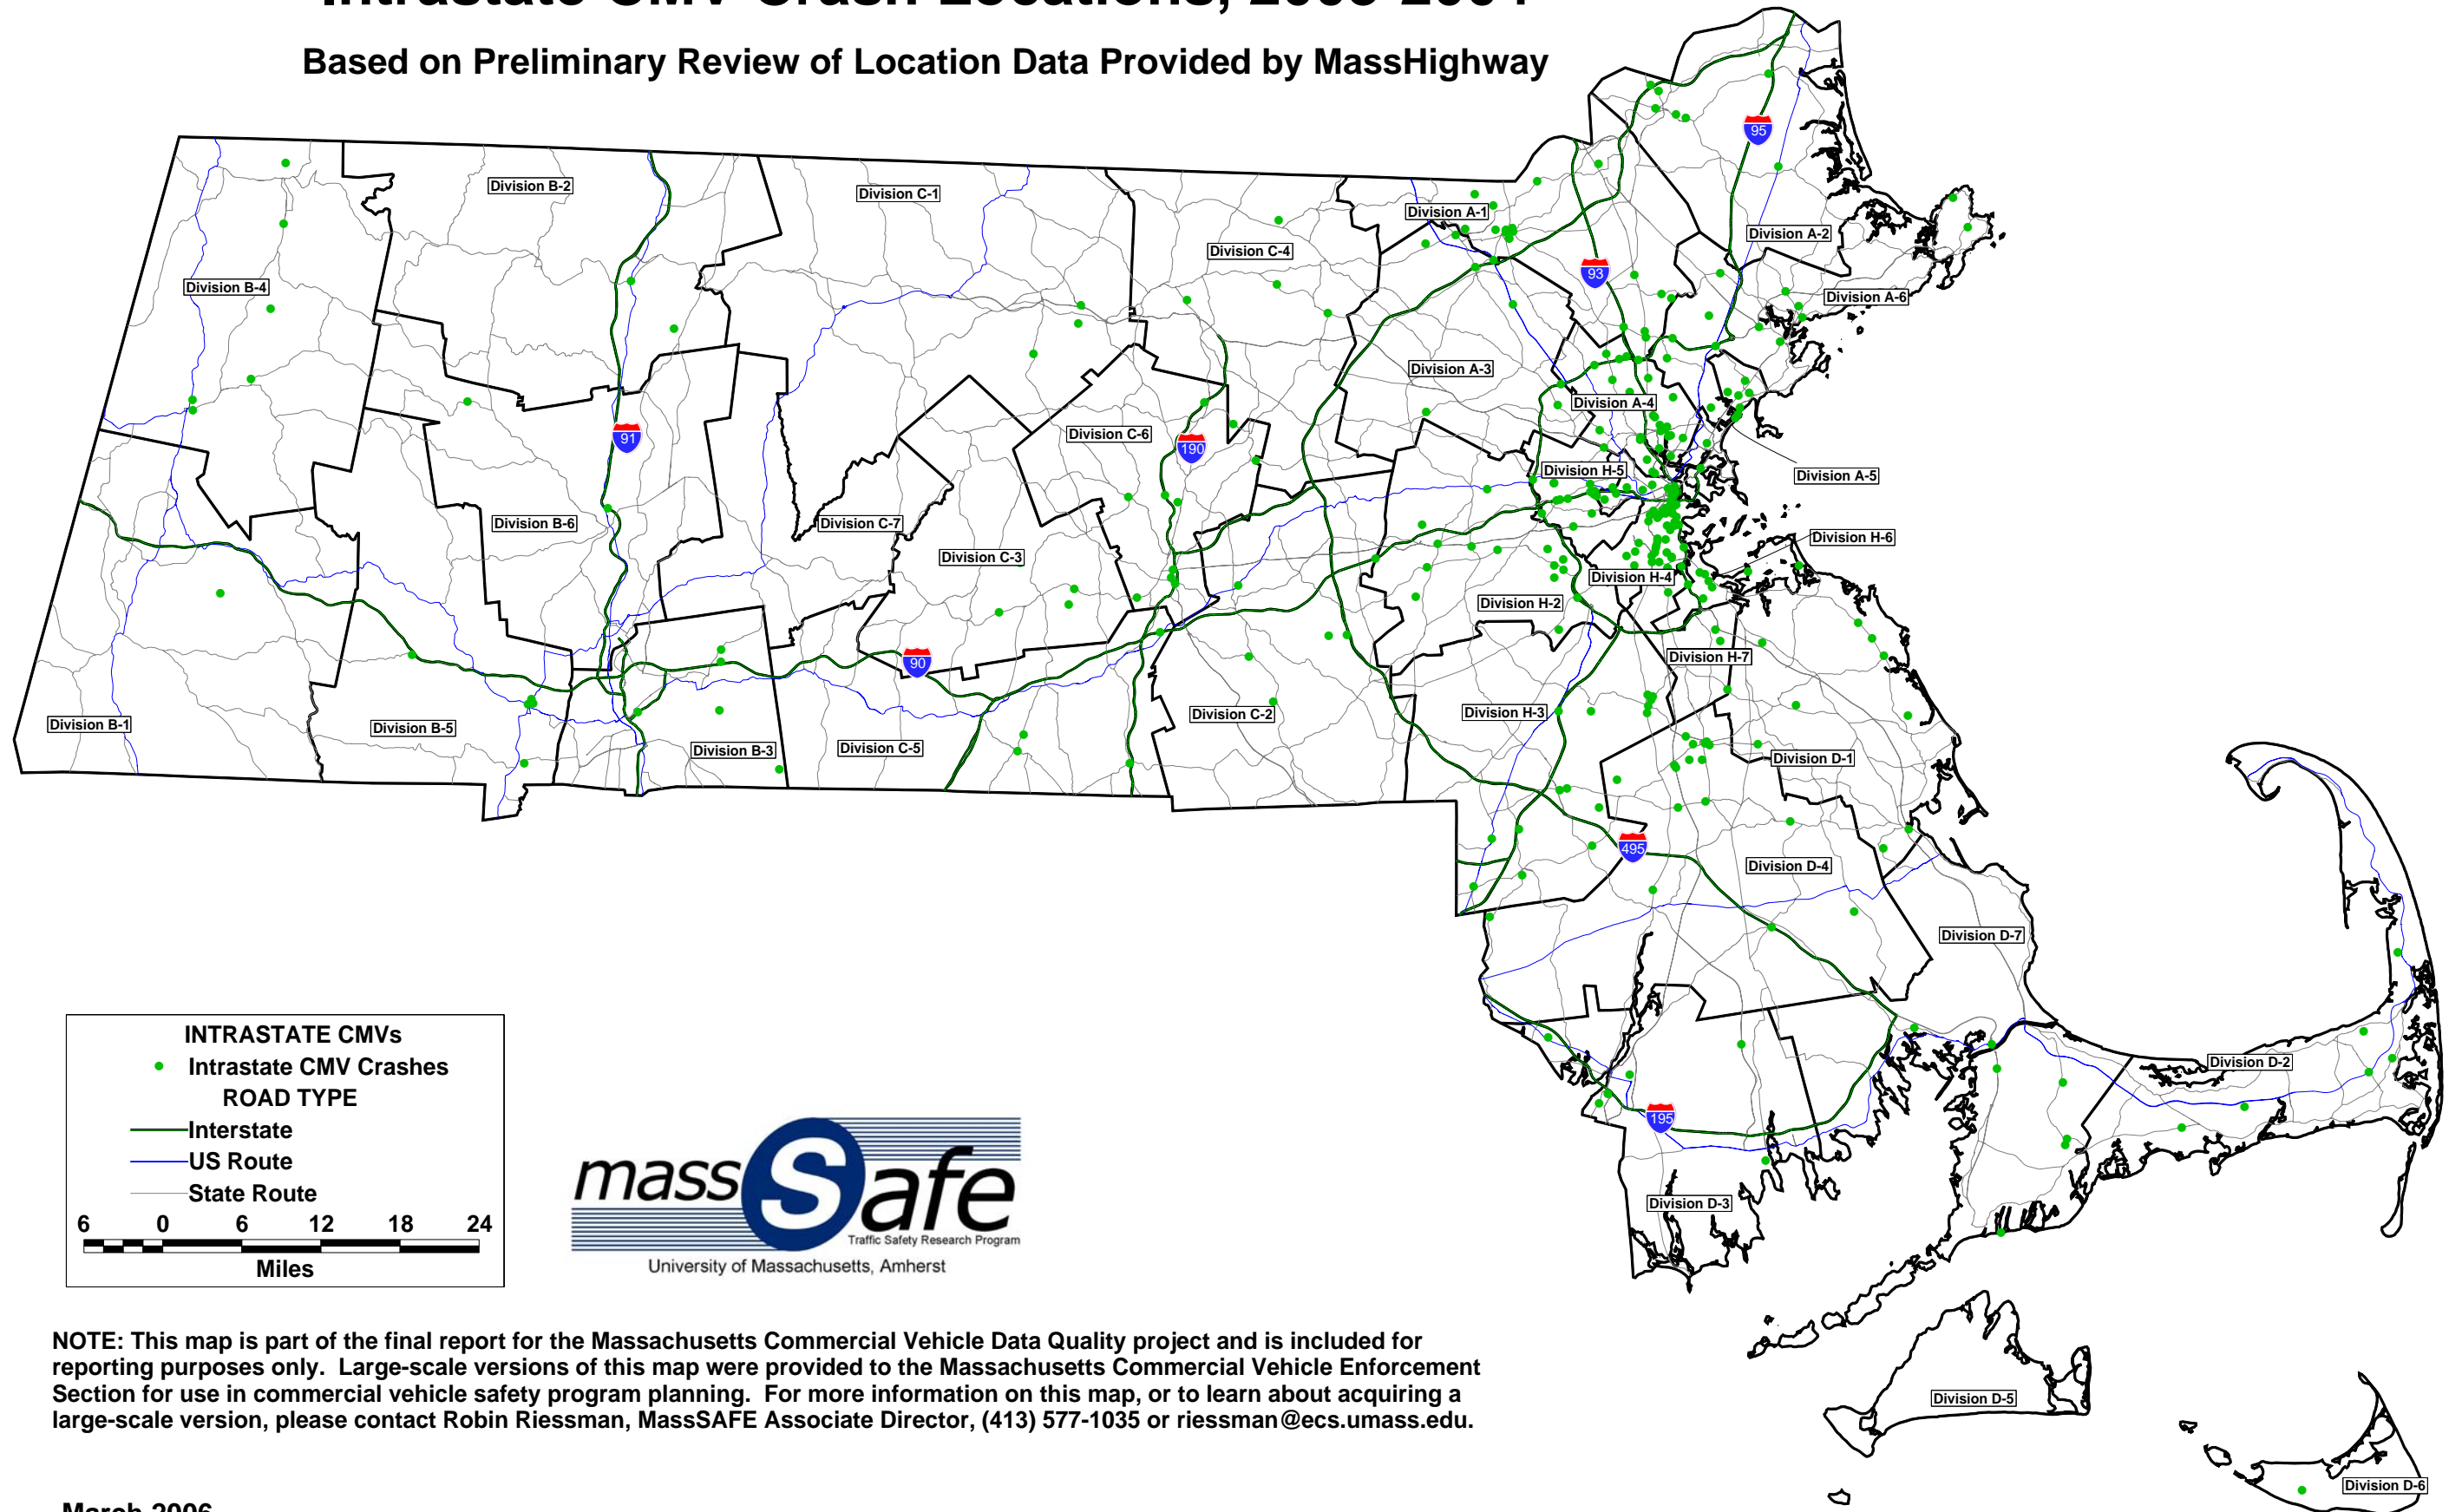 Intrastate CMV Crash Locations, 2003-2004
Based on Preliminary Review of Location Data Provided by MassHighway
95
Division B-2
Division C-1
Division A-1
Division A-2
Division C-4
93
Division B-4
Division A-6
Division A-3
Division A-4
91
Division C-6
190
Division H-5
Division A-5
Division B-6
Division C-7
Division H-6
Division C-3
Division H-4
Division H-2
90
Division H-7
Division B-1
Division B-5
Division B-3
Division C-5
Division C-2
Division H-3
Division D-1
495
Division D-4
Division D-7
INTRASTATE CMVs
Intrastate CMV Crashes
ROAD TYPE
Interstate
US Route
State Route
6 0 6 12 18 24
Miles
massSafe
Traffic Safety Research Program
University of Massachusetts, Amherst
Division D-2
195
Division D-3
NOTE: This map is part of the final report for the Massachusetts Commercial Vehicle Data Quality project and is included for
reporting purposes only. Large-scale versions of this map were provided to the Massachusetts Commercial Vehicle Enforcement
Section for use in commercial vehicle safety program planning. For more information on this map, or to learn about acquiring a
large-scale version, please contact Robin Riessman, MassSAFE Associate Director, (413) 577-1035 or riessman@ecs.umass.edu.
Division D-5
Division D-6
March 2006